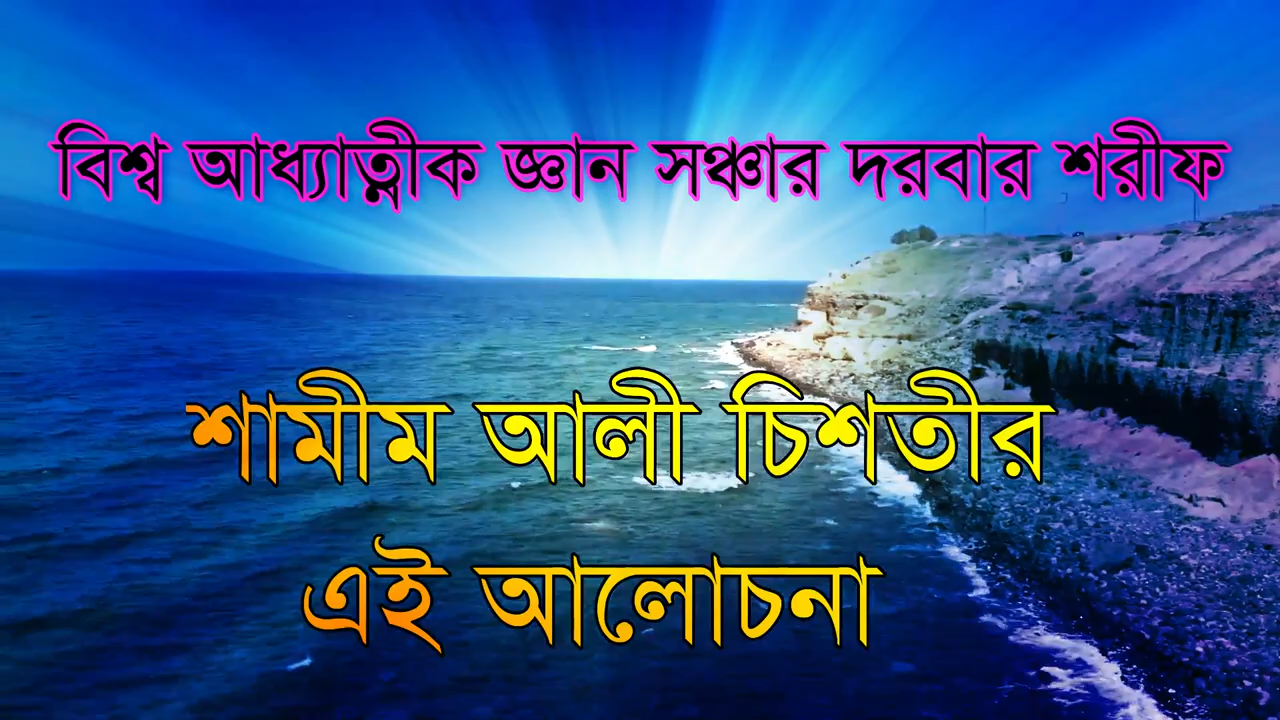 বিশ্ব আধ্যাত্নীক জ্ঞান সঞ্চার দরবার শরীফ
শামীম আলী চিশতীর
এই আলোচনা